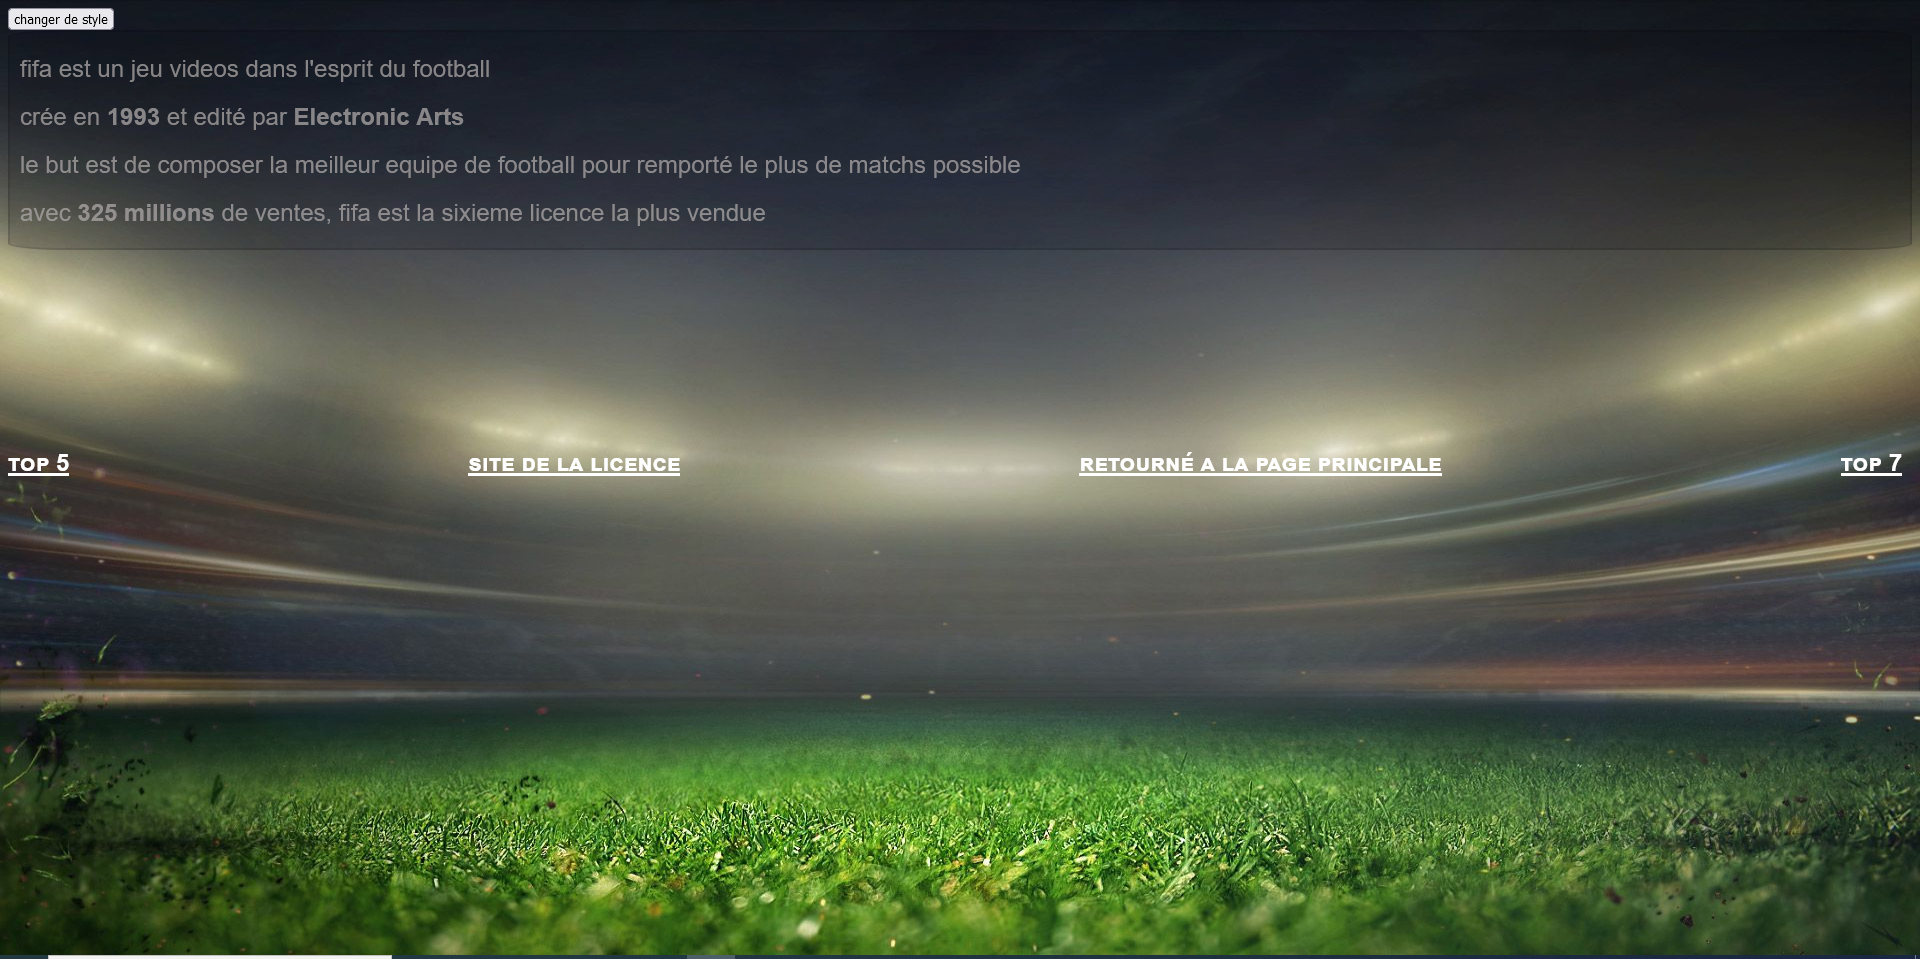 changer de style
fifa est un jeu videos dans l'esprit du football
crée en 1993 et edité par Electronic Arts
le but est de composer la meilleur equipe de football pour remporté le plus de matchs possible
avec 325 millions de ventes, fifa est la sixieme licence la plus vendue
TOP 5 SITE DE LA LICENCE RETOURNÉ A LA PAGE PRINCIPALE TOP 7